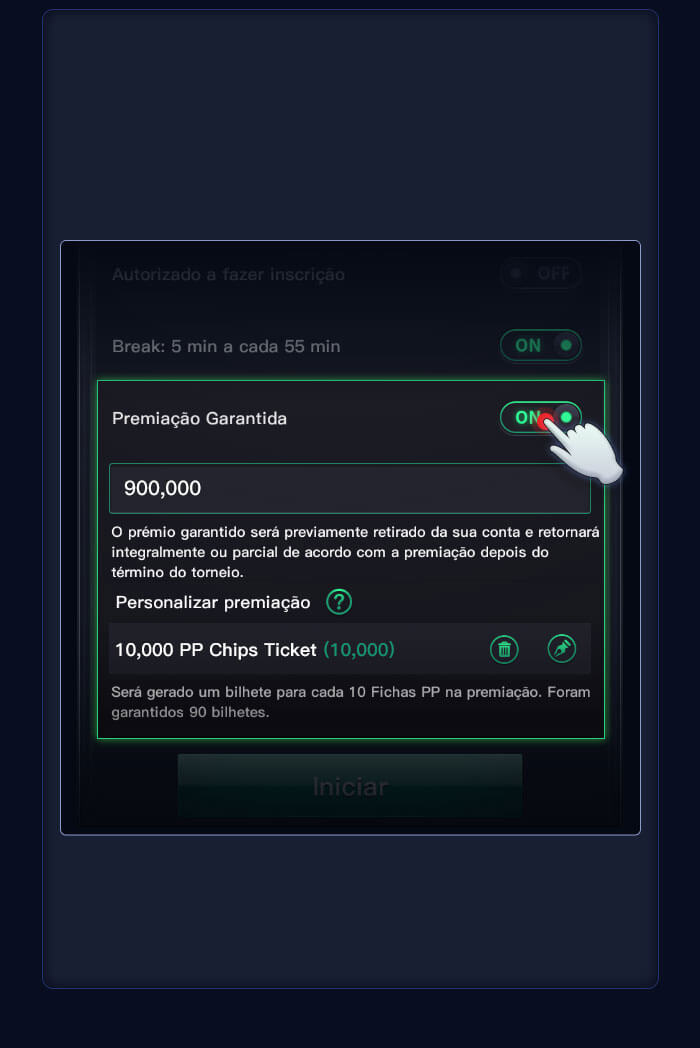 Autorizado a fazer inscrição
OFF
Break: 5 min a cada 55 min
ON
Premiação Garantida
ON
900,000
O prémio garantido será previamente retirado da sua conta e retornará
integralmente ou parcial de acordo com a premiação depois do
término do torneio.
Personalizar premiação ?
10,000 PP Chips Ticket (10,000)
Será gerado um bilhete para cada 10 Fichas PP na premiação. Foram
garantidos 90 bilhetes.
Iniciar